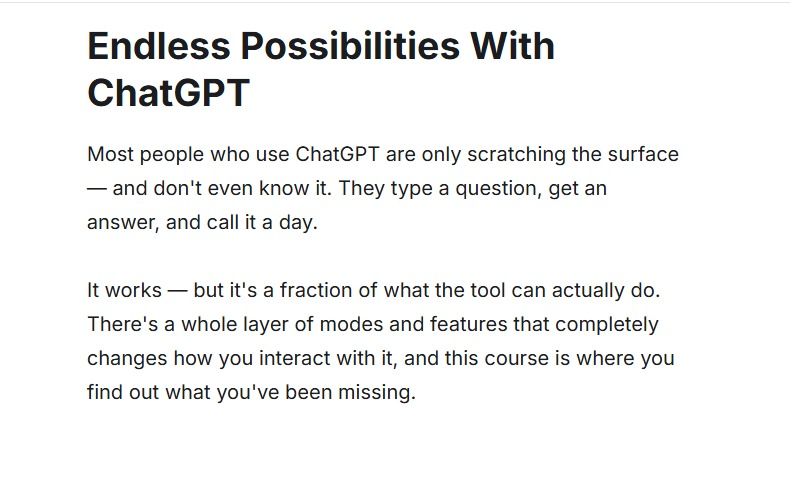 Endless Possibilities With
ChatGPT
Most people who use ChatGPT are only scratching the surface
— and don't even know it. They type a question, get an
answer, and call it a day.
It works — but it's a fraction of what the tool can actually do.
There's a whole layer of modes and features that completely
changes how you interact with it, and this course is where you
find out what you've been missing.